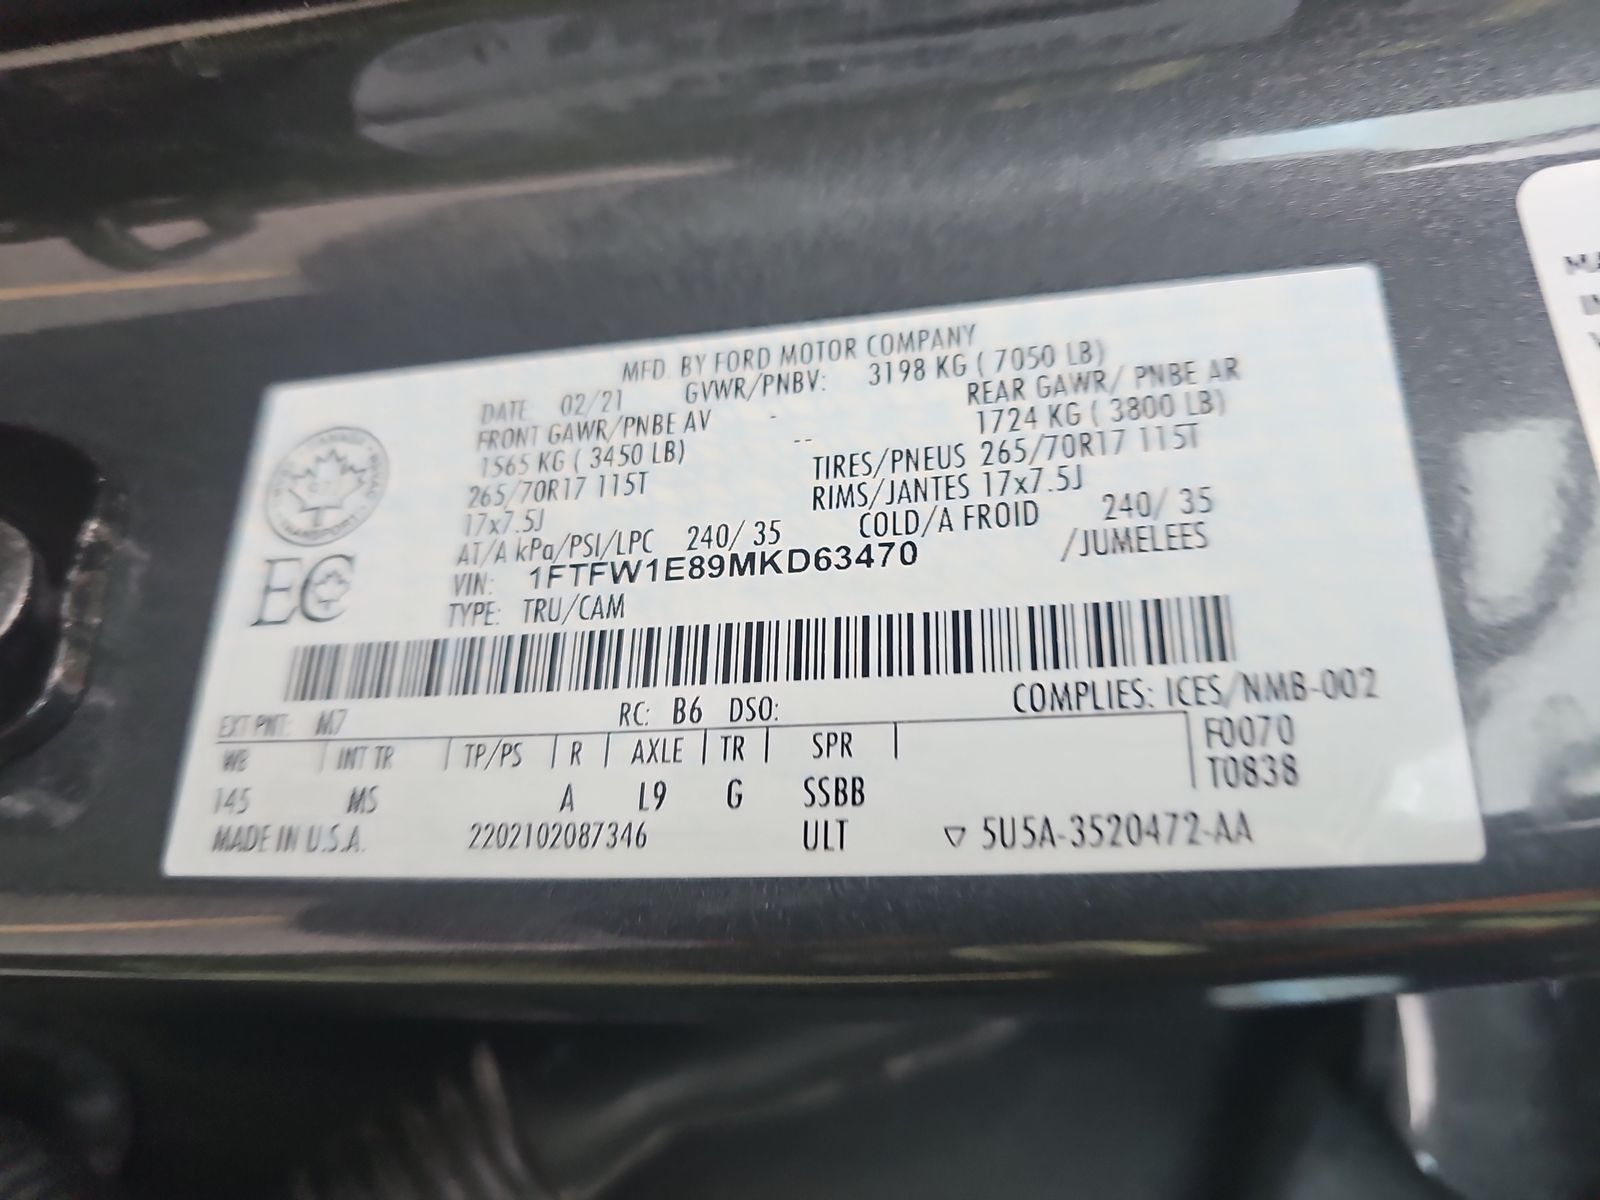 MFD. BY FORD MOTOR COMPANY
DATE: 02/21 GVWR/PNBV: 3198 KG ( 7050 LB)
FRONT GAWR/PNBE AV - REAR GAWR/ PNBE AR
1565 KG ( 3450 LB) -- 1724 KG ( 3800 LB)
265/70R17 115T TIRES/PNEUS 265/70R17 115T
17x7.5J RIMS/JANTES 17x7.5J
AT/A kPa/PSI/LPC 240/ 35 COLD/A FROID 240/ 35
VIN: 1FTFW1E89MKD63470 /JUMELEES
TYPE: TRU/CAM
EC
EXT PNT: M7 RC: B6 DSO: COMPLIES: ICES/NMB-002
WB INT TR TP/PS R AXLE TR SPR F0070
145 MS A L9 G SSBB T0838
MADE IN U.S.A. 2202102087346 ULT ▽ 5U5A-3520472-AA